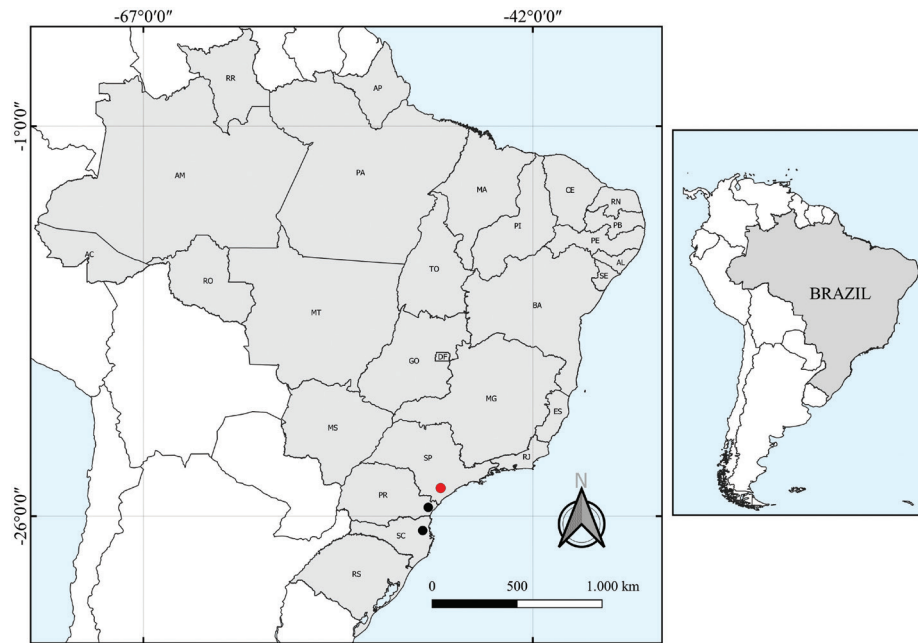 -67°0′0″
-42°0′0″
-1°0′0″
-26°0′0″
RR
AP
AM
PA
MA
CE
RN
PB
PI
PE
AL
SE
AC
RO
TO
BA
MT
GO
DF
MG
ES
MS
SP
RJ
PR
SC
RS
N
0
500
1.000 km
BRAZIL